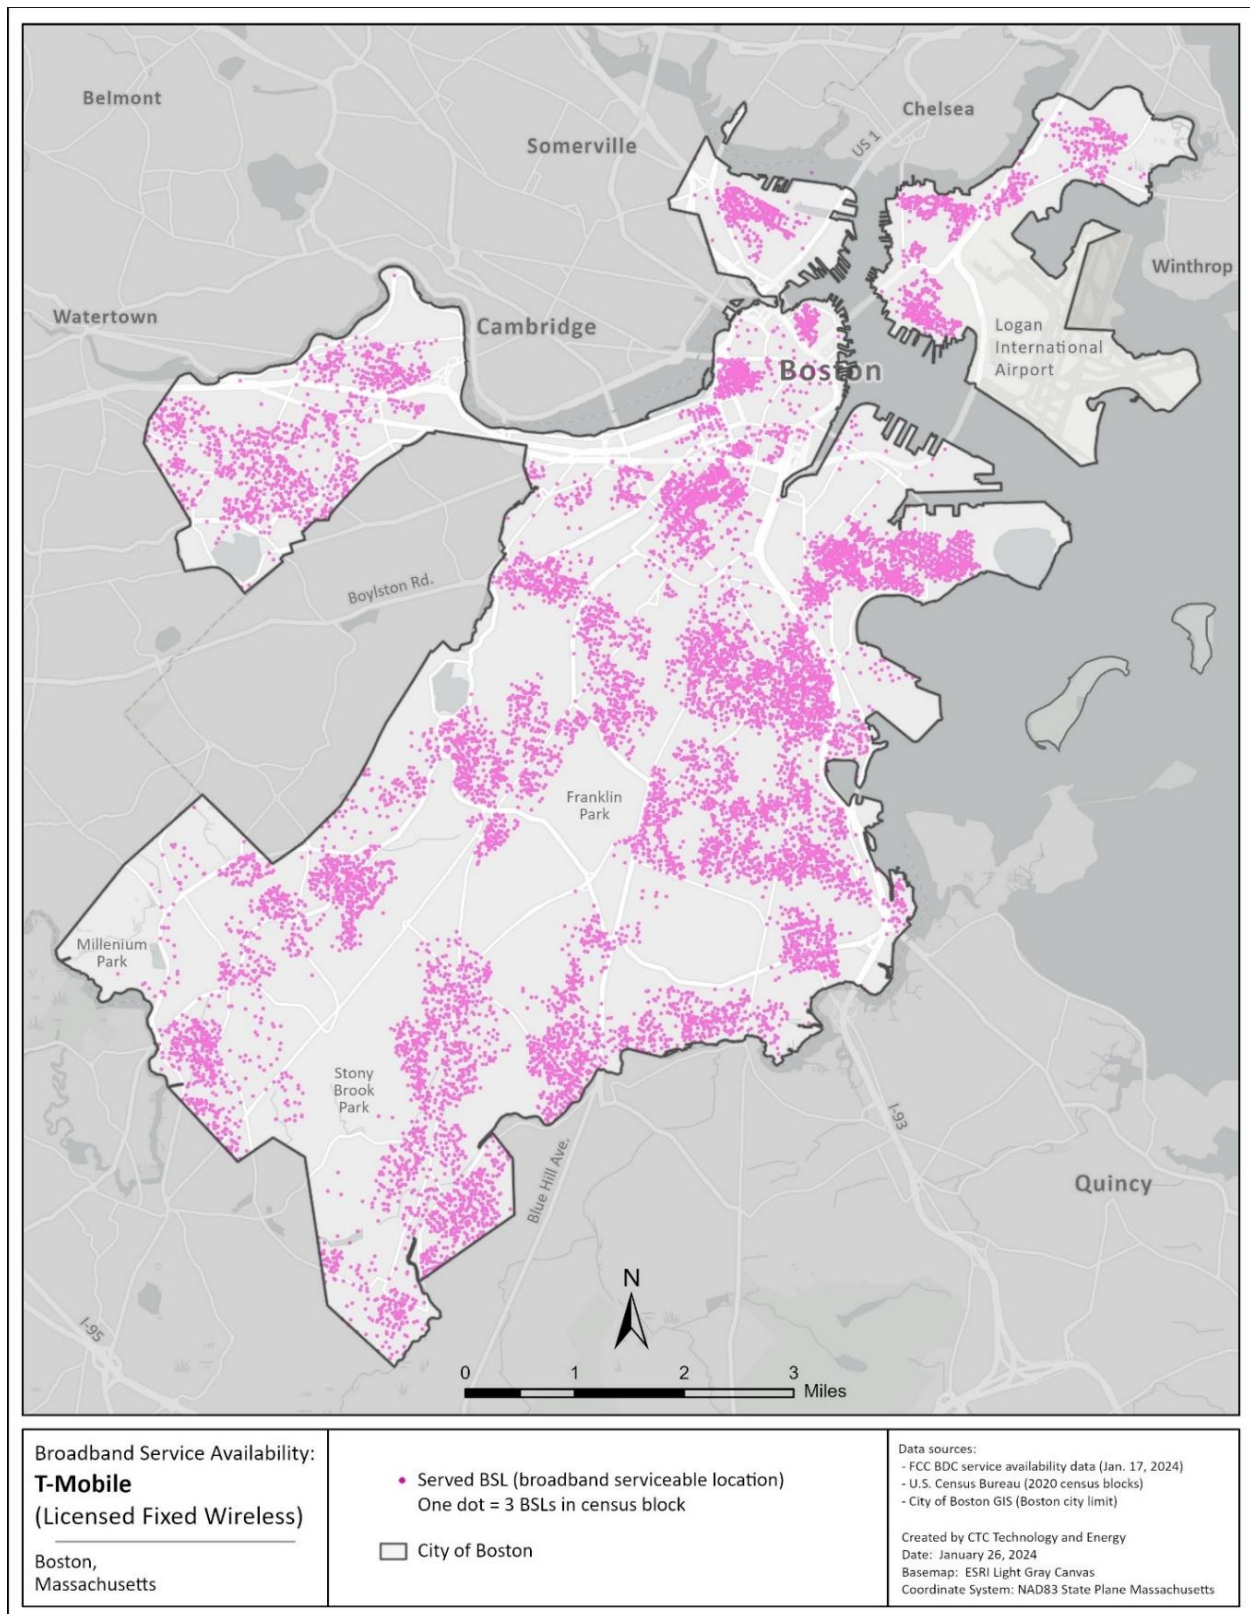 Belmont
Chelsea
Somerville
US 1
Winthrop
Watertown
Cambridge
Logan
International
Airport
Boston
Boylston Rd.
Franklin
Park
Millenium
Park
Stony
Brook
Park
I-93
Blue Hill Ave.
Quincy
N
I-95
0 1 2 3
Miles
Broadband Service Availability:
T-Mobile
(Licensed Fixed Wireless)
Boston,
Massachusetts
Served BSL (broadband serviceable location)
One dot = 3 BSLs in census block
City of Boston
Data sources:
- FCC BDC service availability data (Jan. 17, 2024)
- U.S. Census Bureau (2020 census blocks)
- City of Boston GIS (Boston city limit)
Created by CTC Technology and Energy
Date: January 26, 2024
Basemap: ESRI Light Gray Canvas
Coordinate System: NAD83 State Plane Massachusetts